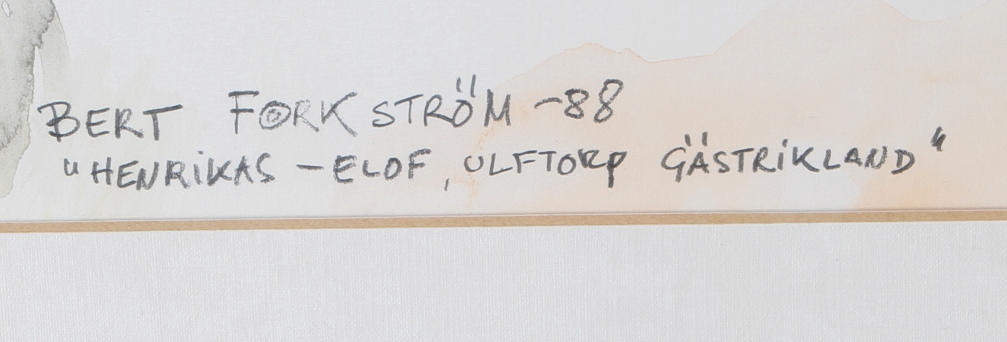 BERT FORKSTRÖM -88
"HENRIKAS - ELOF, ULFTORP GÄSTRIKLAND"